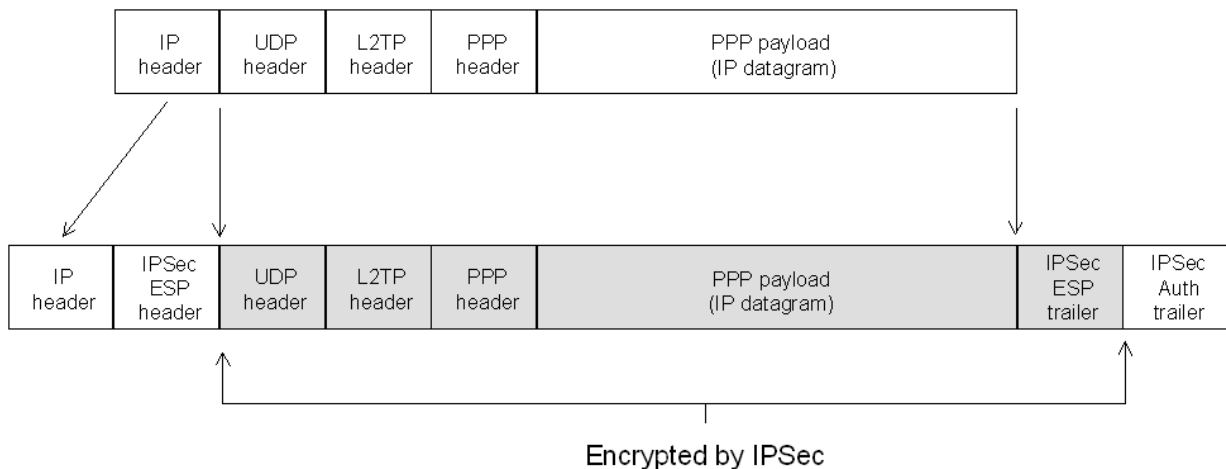 IP
header
UDP
header
L2TP
header
PPP
header
PPP payload
(IP datagram)
IP
header
IPSec
ESP
header
UDP
header
L2TP
header
PPP
header
PPP payload
(IP datagram)
IPSec
ESP
trailer
IPSec
Auth
trailer
Encrypted by IPSec